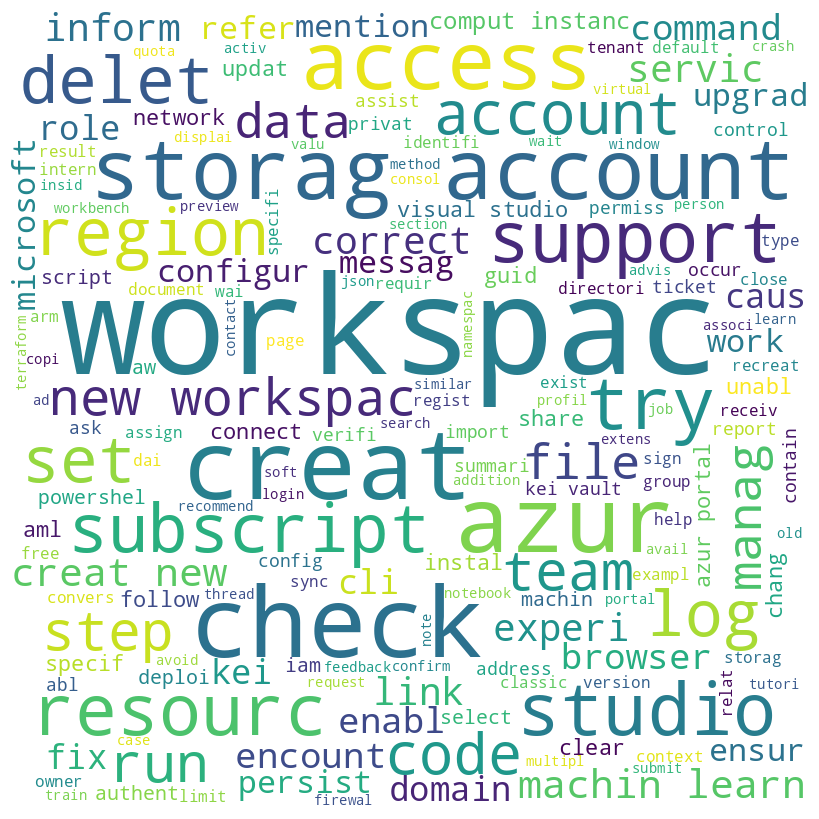 inform
refer
mention
comput instanc
command
quota
activ
tenant
default
crash
delet
updat
access
servic
virtual
upgrad
assist
role
network
data
privat
account
control
displai
valu
identifi
wait
window
result
intern
insid
storag
method
consol
account
microsoft
workbench
preview
specifi
visual studio
permiss
person
section
region
correct
support
type
script
configur
messag
json
requir
guid
advis
occur
close
document
wai
directori
ticket
caus
namespac
arm
contact
workspac
associ
learn
terraform
copi
aw
page
work
recreat
ad
new workspac
similar
regist
exist
profil
try
job
unabl
receiv
search
share
ask
assign
connect
verifi
import
extens
report
set
dai
soft
login
summari
addition
file
sign
azur portal
manag
contain
powershel
recommend
creat
kei vault
group
aml
subscript
azur
help
old
free
config
instal
team
avail
chang
creat new
sync
cli
exampl
convers
follow
thread
notebook
machin
portal
log
step
check
note
experi
specif
avoid
iam
feedback
confirm
address
browser
storag
abl
deploi
kei
request
link
classic
version
relat
tutori
resourc
enabl
select
studio
case
clear
context
ensur
fix
run
encount
code
multipl
submit
owner
persist
domain
machin learn
train
authent
limit
firewal